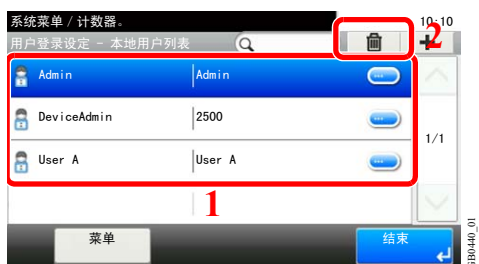 系统菜单 / 计数器。 10:10
用户登录设定 - 本地用户列表 2
Admin Admin
DeviceAdmin 2500
1/1
User A User A
1
菜单 结束
GB0440_01